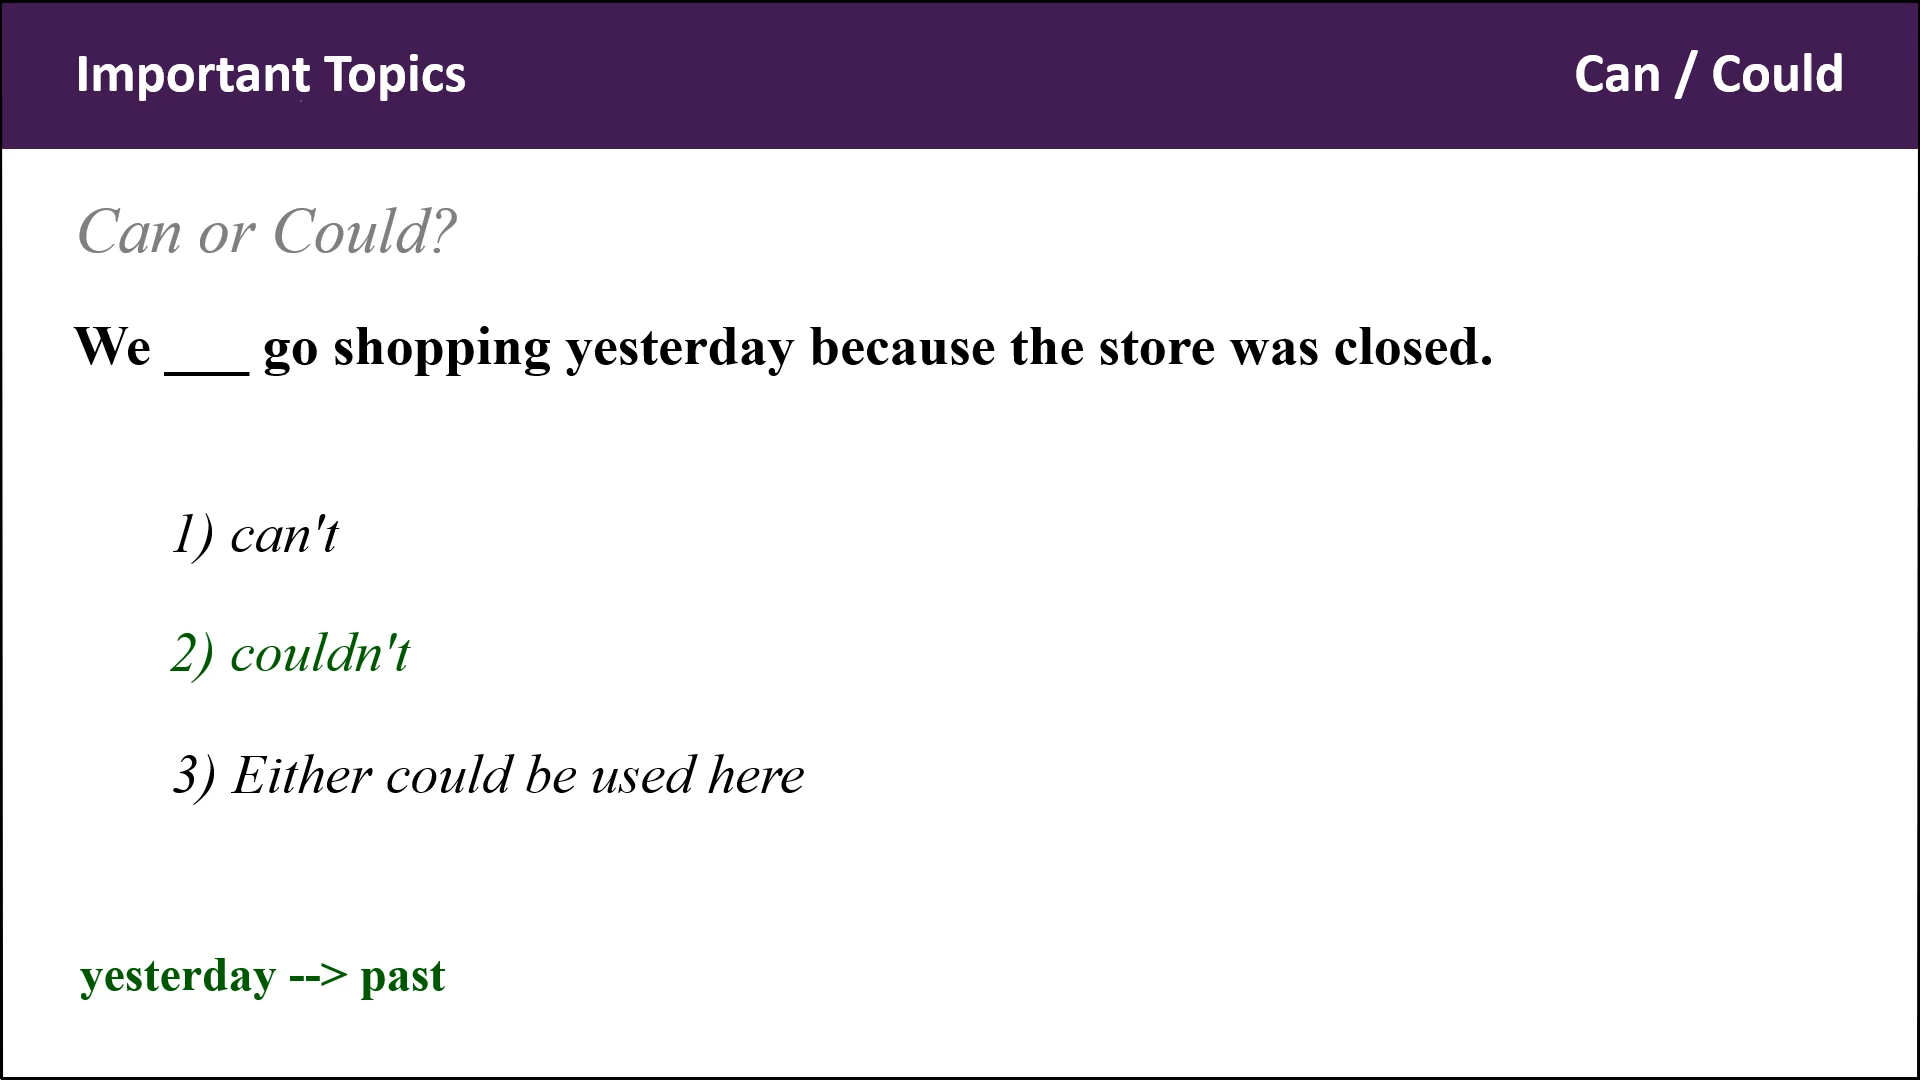 Important Topics
Can / Could
Can or Could?
We ___ go shopping yesterday because the store was closed.
1) can't
2) couldn't
3) Either could be used here
yesterday --> past